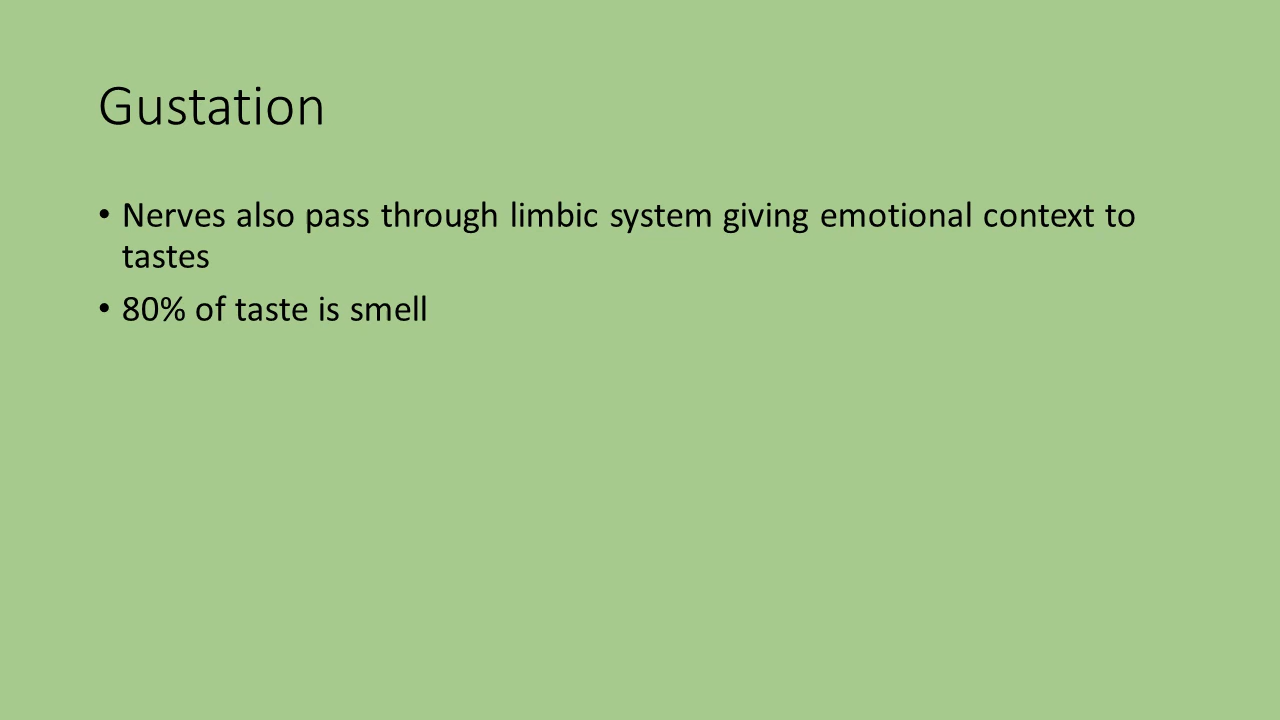 Gustation
• Nerves also pass through limbic system giving emotional context to
tastes
• 80% of taste is smell